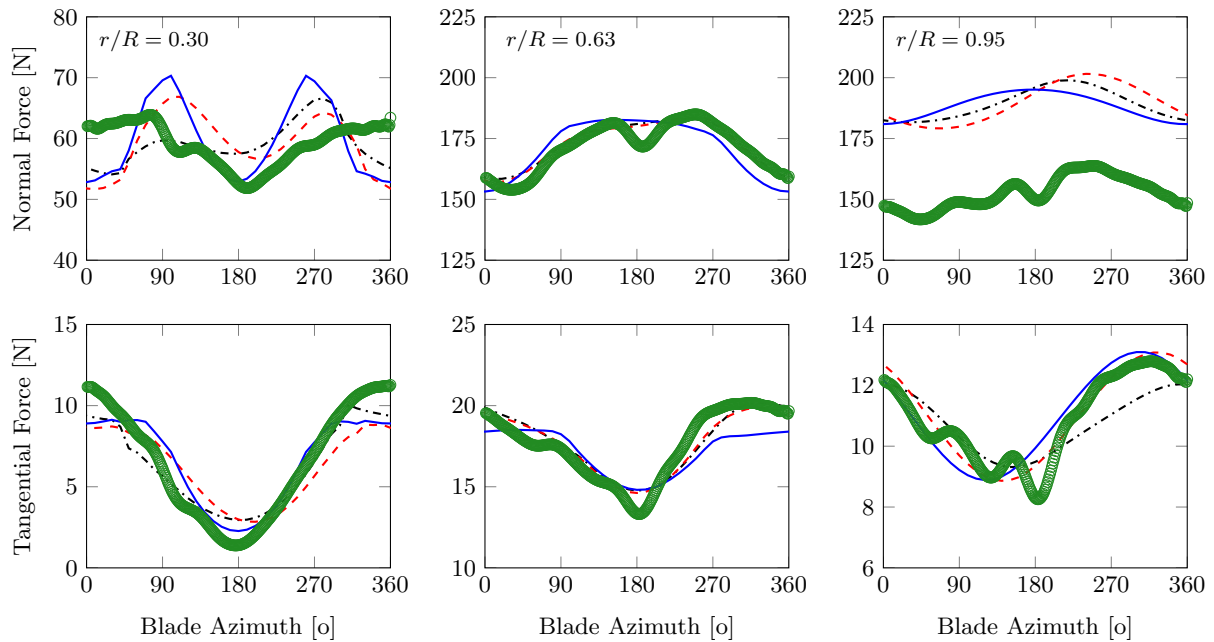 80
70
60
50
40
0 90 180 270 360
Normal Force [N]
r/R = 0.30
225
200
175
150
125
0 90 180 270 360
r/R = 0.63
225
200
175
150
125
0 90 180 270 360
r/R = 0.95
15
10
5
0
0 90 180 270 360
Tangential Force [N]
Blade Azimuth [o]
25
20
15
10
0 90 180 270 360
Blade Azimuth [o]
14
12
10
8
6
0 90 180 270 360
Blade Azimuth [o]